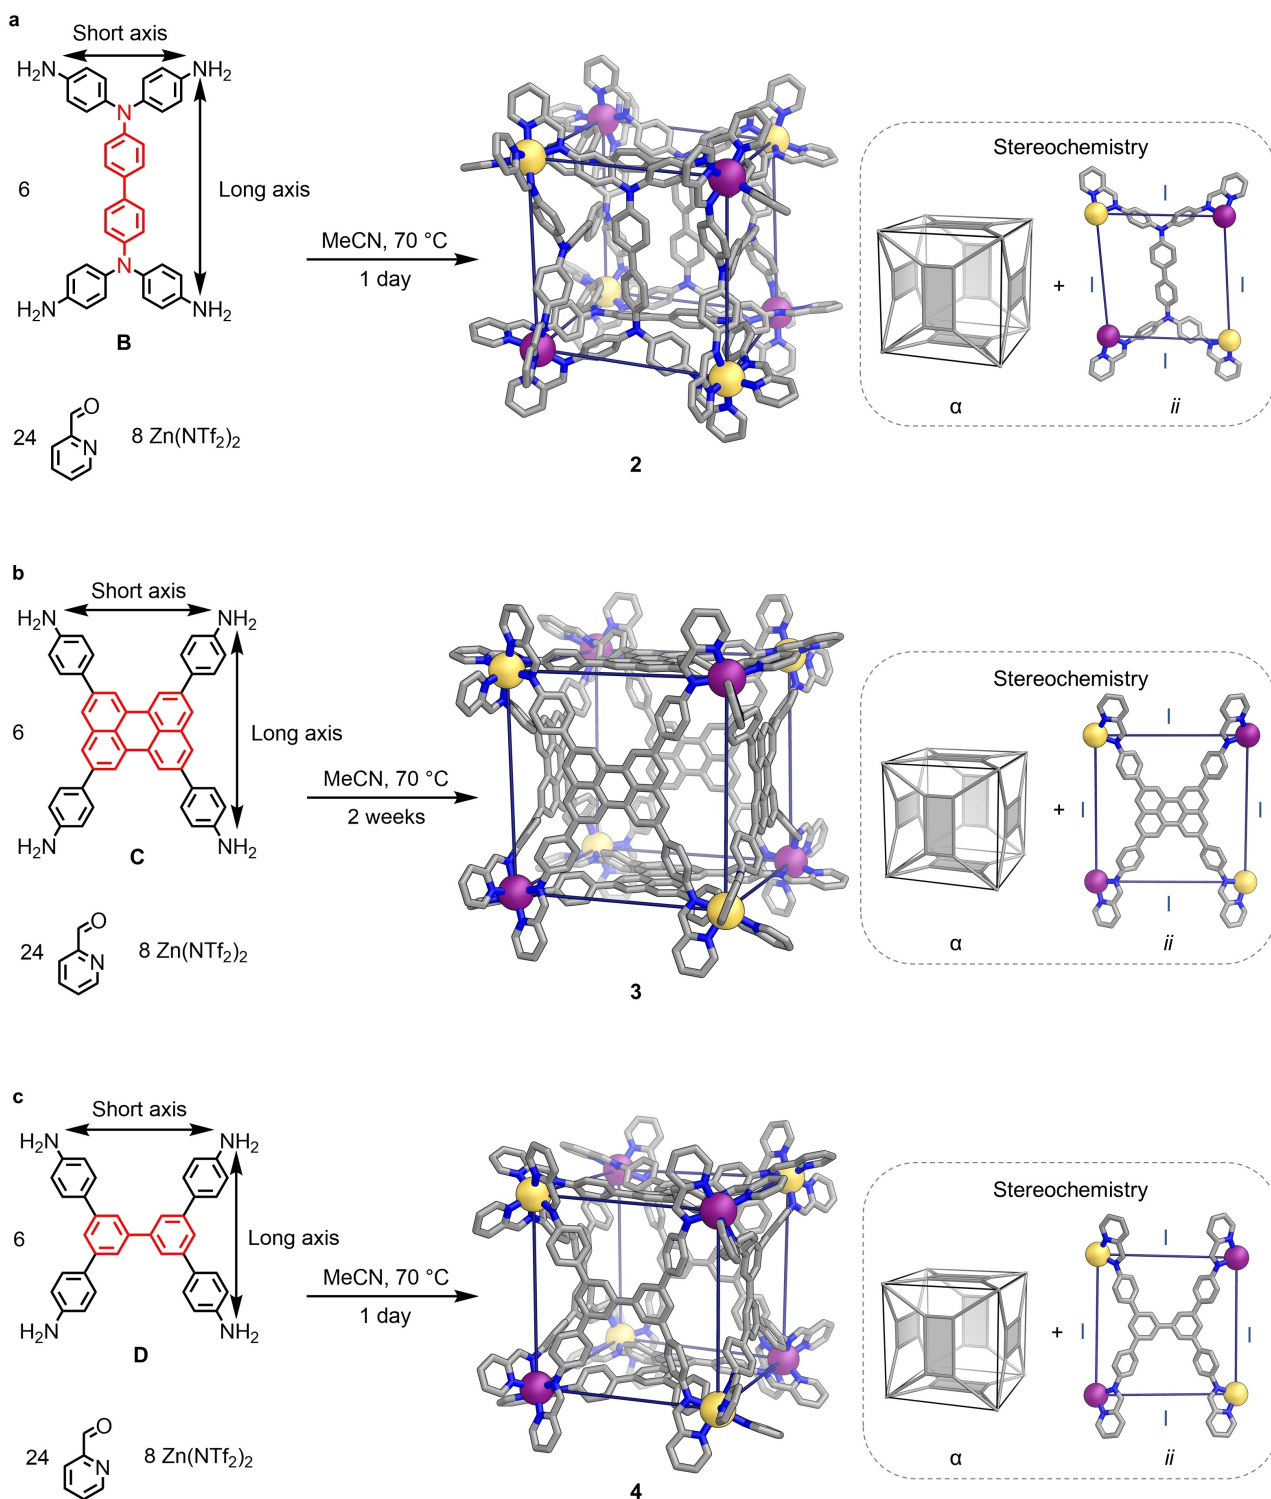 a
Short axis
H2N
NH2
N
6
Long axis
N
H2N
NH2
B
24
O
N
8 Zn(NTf2)2
MeCN, 70 °C
1 day
2
Stereochemistry
I
I
I
I
+
α
ii
b
Short axis
H2N
NH2
6
Long axis
H2N
NH2
C
24
O
N
8 Zn(NTf2)2
MeCN, 70 °C
2 weeks
3
Stereochemistry
I
I
I
I
+
α
ii
c
Short axis
H2N
NH2
6
Long axis
H2N
NH2
D
24
O
N
8 Zn(NTf2)2
MeCN, 70 °C
1 day
4
Stereochemistry
I
I
I
I
+
α
ii